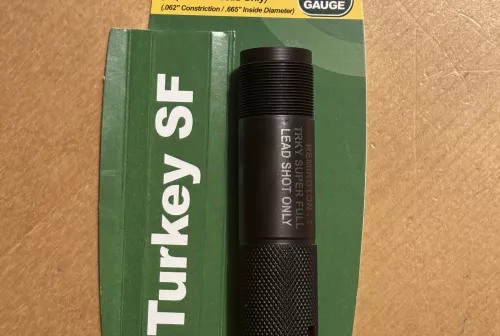 GAUGE
(.062" Constriction / .665" Inside Diameter)
Turkey SF
REMINGTON
TRKY SUPER FULL
LEAD SHOT ONLY